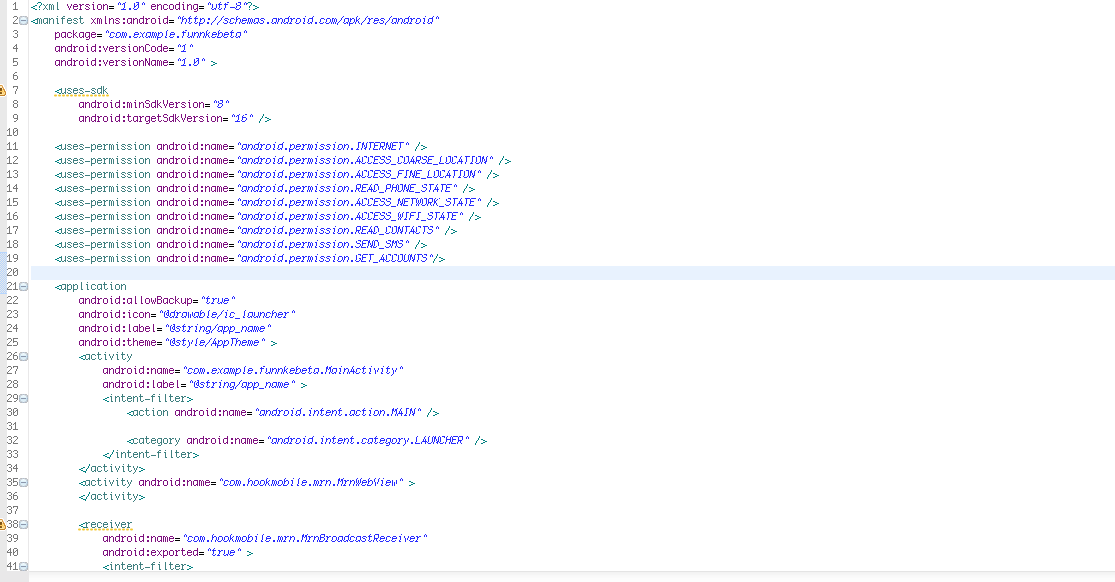 1 <?xml version="1.0" encoding="utf-8"?>
2 <manifest xmlns:android="http://schemas.android.com/apk/res/android"
3 package="com.example.funnkebeta"
4 android:versionCode="1"
5 android:versionName="1.0" >
6
7 <uses-sdk
8 android:minSdkVersion="8"
9 android:targetSdkVersion="16" />
10
11 <uses-permission android:name="android.permission.INTERNET" />
12 <uses-permission android:name="android.permission.ACCESS_COARSE_LOCATION" />
13 <uses-permission android:name="android.permission.ACCESS_FINE_LOCATION" />
14 <uses-permission android:name="android.permission.READ_PHONE_STATE" />
15 <uses-permission android:name="android.permission.ACCESS_NETWORK_STATE" />
16 <uses-permission android:name="android.permission.ACCESS_WIFI_STATE" />
17 <uses-permission android:name="android.permission.READ_CONTACTS" />
18 <uses-permission android:name="android.permission.SEND_SMS" />
19 <uses-permission android:name="android.permission.GET_ACCOUNTS"/>
20
21 <application
22 android:allowBackup="true"
23 android:icon="@drawable/ic_launcher"
24 android:label="@string/app_name"
25 android:theme="@style/AppTheme" >
26 <activity
27 android:name="com.example.funnkebeta.MainActivity"
28 android:label="@string/app_name" >
29 <intent-filter>
30 <action android:name="android.intent.action.MAIN" />
31
32 <category android:name="android.intent.category.LAUNCHER" />
33 </intent-filter>
34 </activity>
35 <activity android:name="com.hookmobile.mrn.MrnWebView" >
36 </activity>
37
38 <receiver
39 android:name="com.hookmobile.mrn.MrnBroadcastReceiver"
40 android:exported="true" >
41 <intent-filter>